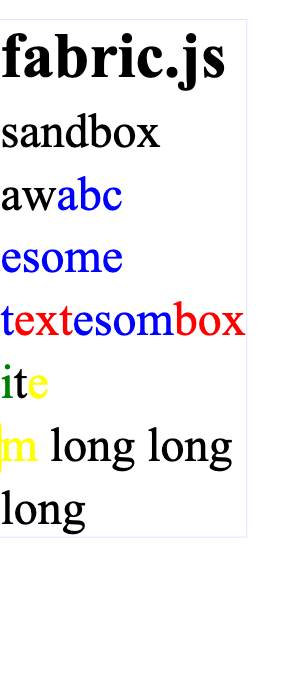 fabric.js
sandbox
awabc
esome
textesombox
ite
m long long
long